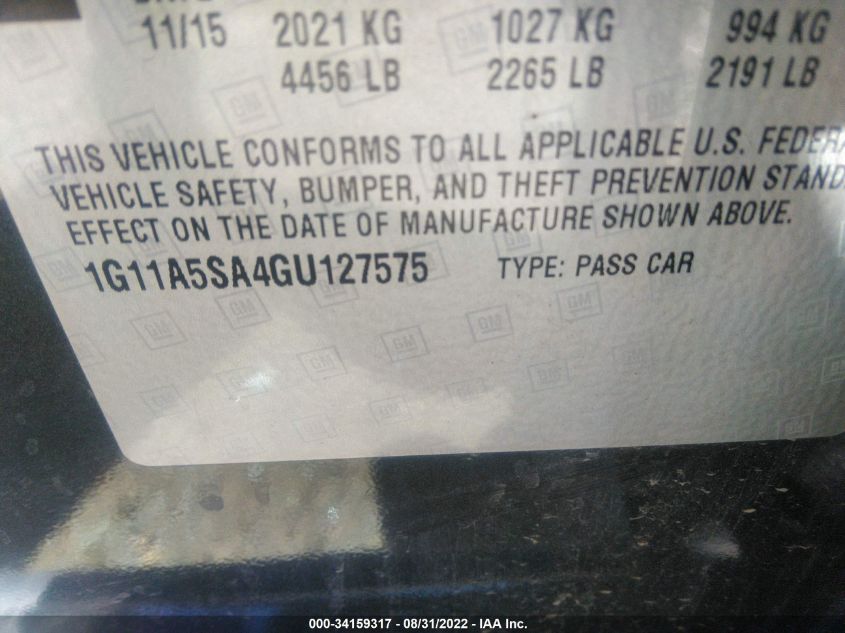 11/15 2021 KG 1027 KG 994 KG
4456 LB 2265 LB 2191 LB
THIS VEHICLE CONFORMS TO ALL APPLICABLE U.S. FEDERA
VEHICLE SAFETY, BUMPER, AND THEFT PREVENTION STAND
EFFECT ON THE DATE OF MANUFACTURE SHOWN ABOVE.
1G11A5SA4GU127575 TYPE: PASS CAR
000-34159317 - 08/31/2022 - IAA Inc.